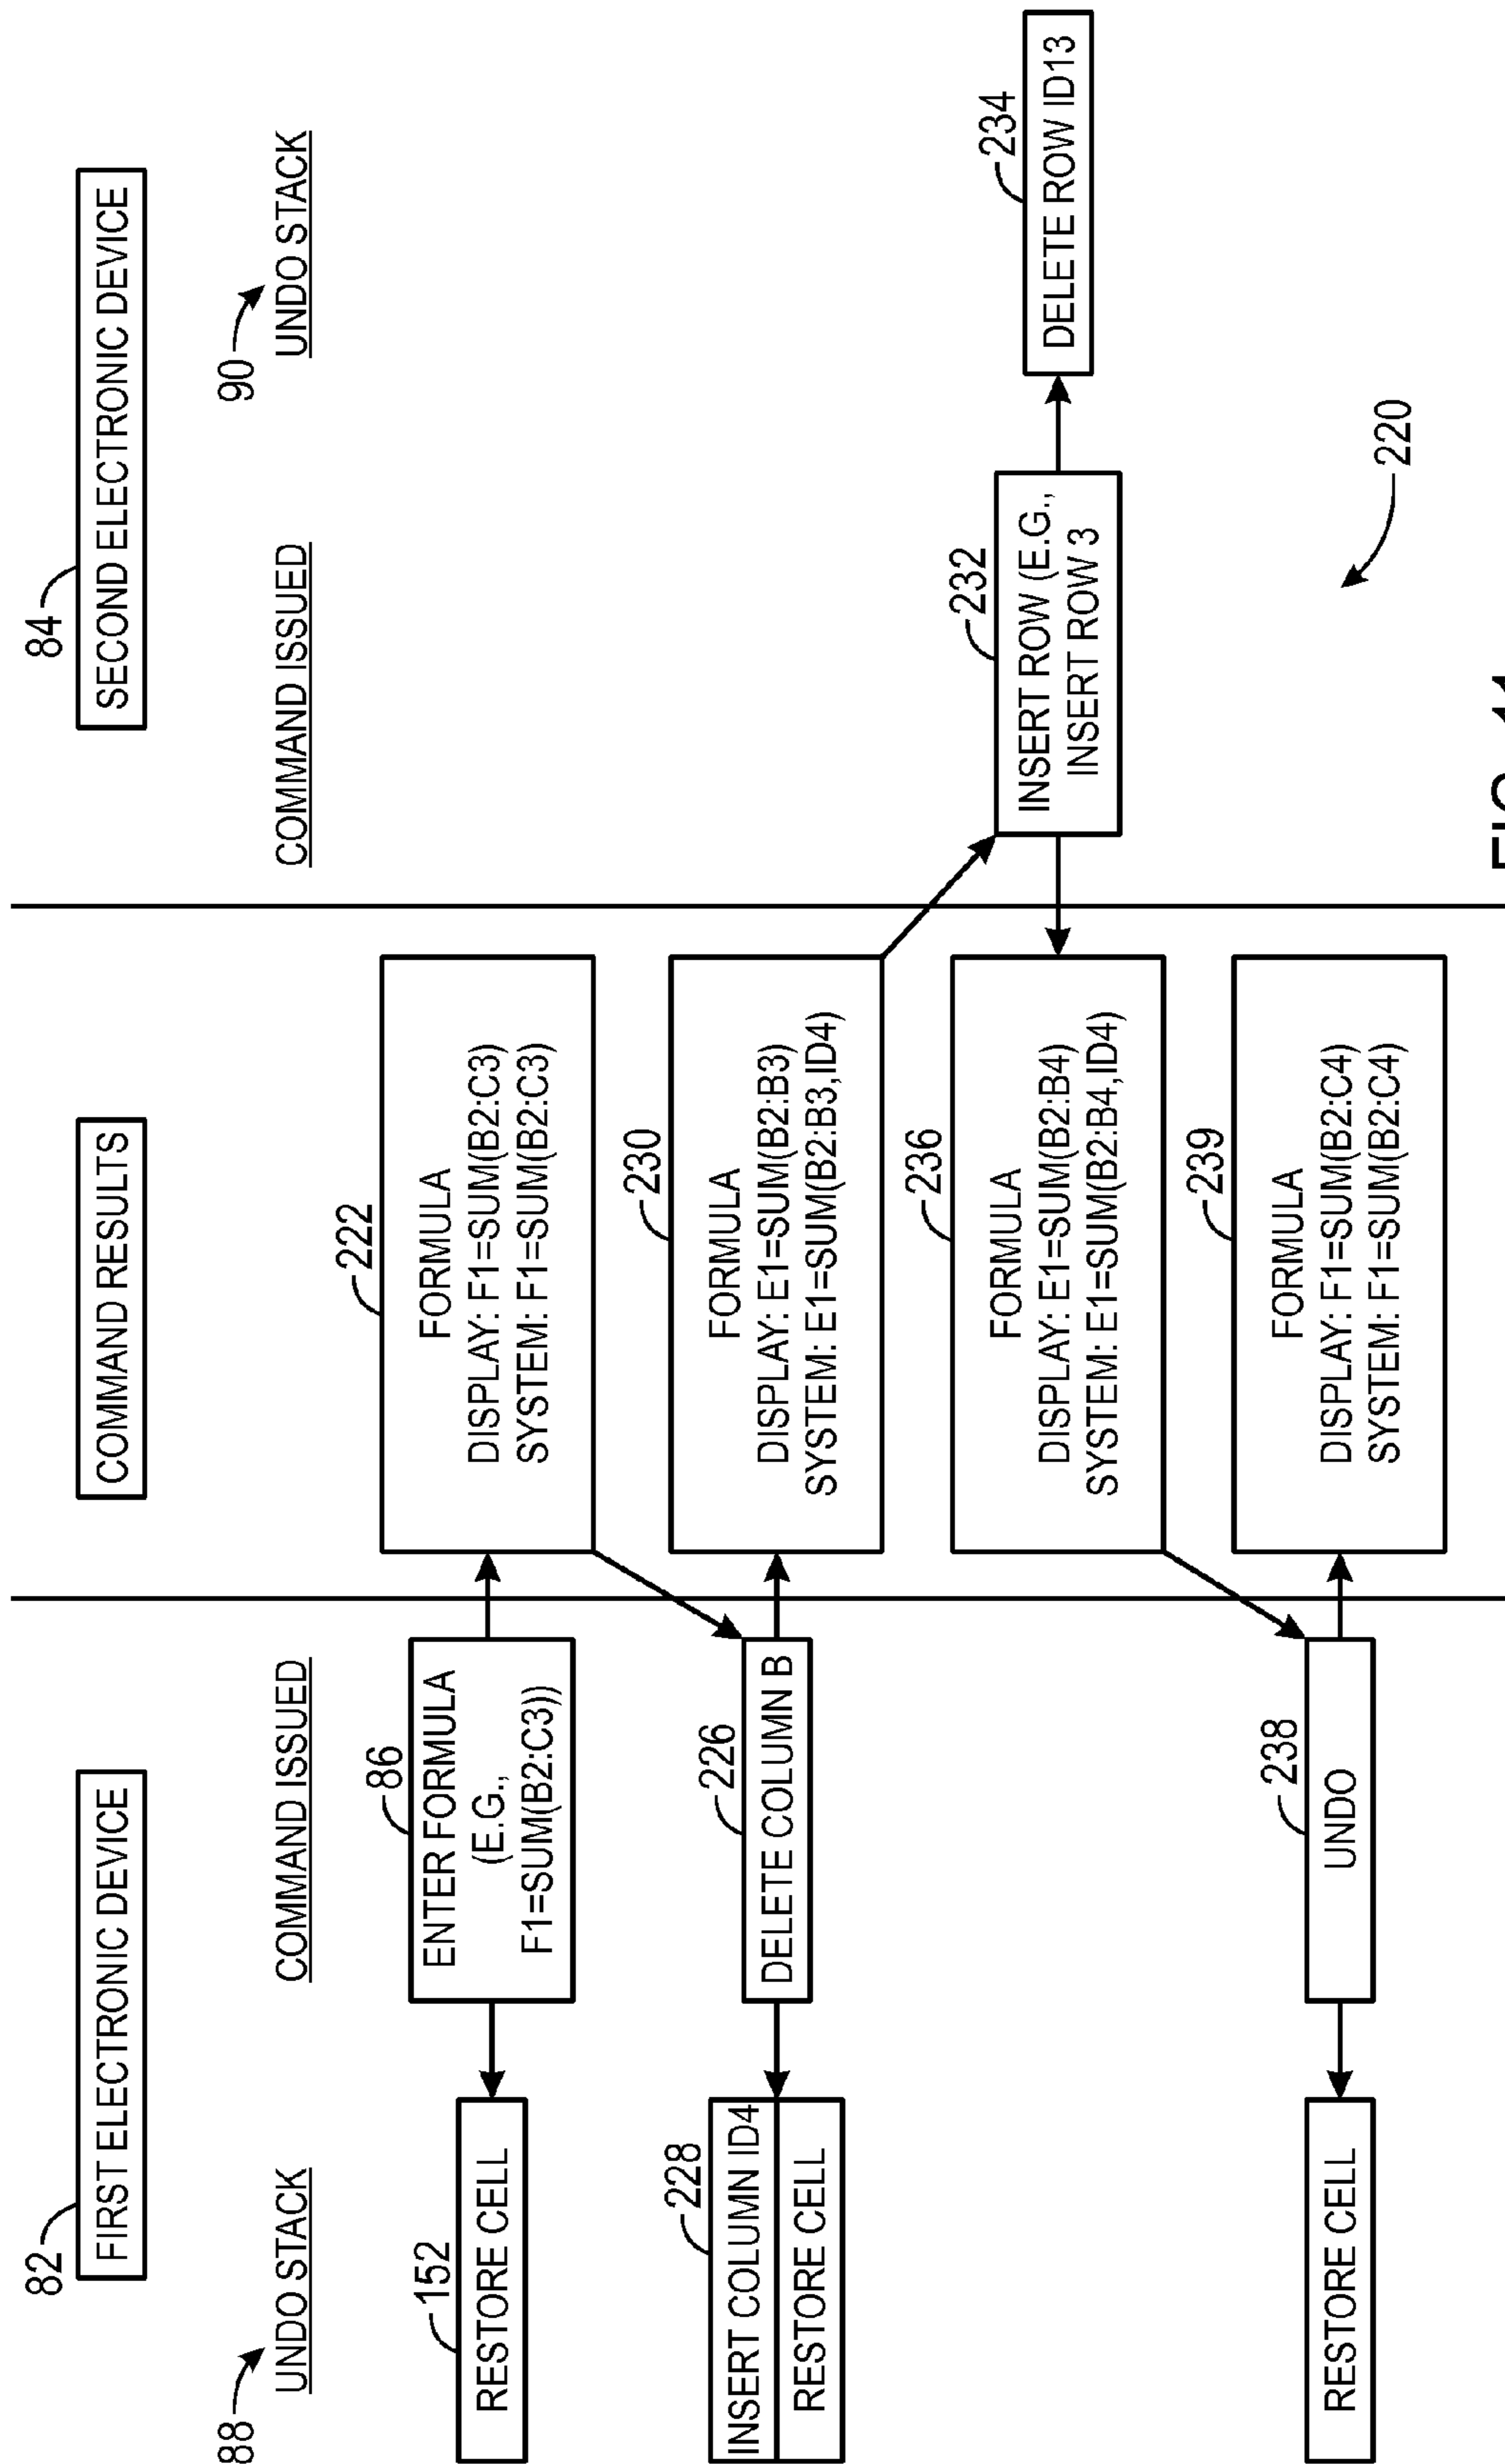 82
FIRST ELECTRONIC DEVICE
COMMAND RESULTS
84
SECOND ELECTRONIC DEVICE
88
UNDO STACK
COMMAND ISSUED
COMMAND ISSUED
90
UNDO STACK
152
RESTORE CELL
86
ENTER FORMULA
(E.G.,
F1=SUM(B2:C3))
222
FORMULA
DISPLAY: F1=SUM(B2:C3)
SYSTEM: F1=SUM(B2:C3)
228
INSERT COLUMN ID4
RESTORE CELL
226
DELETE COLUMN B
230
FORMULA
DISPLAY: E1=SUM(B2:B3)
SYSTEM: E1=SUM(B2:B3,ID4)
236
FORMULA
DISPLAY: E1=SUM(B2:B4)
SYSTEM: E1=SUM(B2:B4,ID4)
232
INSERT ROW (E.G.,
INSERT ROW 3
234
DELETE ROW ID13
RESTORE CELL
238
UNDO
239
FORMULA
DISPLAY: F1=SUM(B2:C4)
SYSTEM: F1=SUM(B2:C4)
220